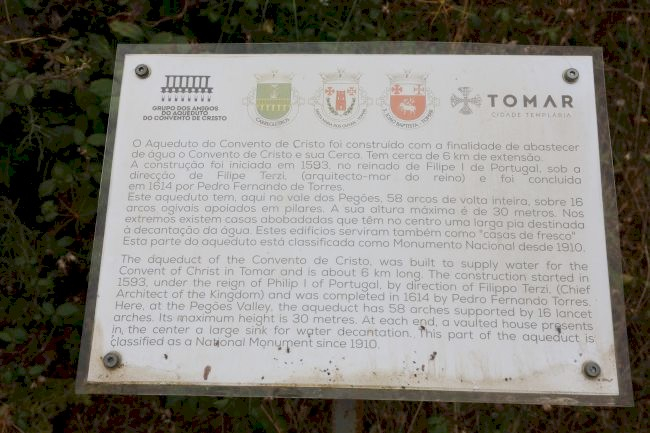 GRUPO DOS AMIGOS
DO AQUEDUTO
DO CONVENTO DE CRISTO
TOMAR
CIDADE TEMPLÁRIA
O Aqueduto do Convento de Cristo foi construído com a finalidade de abastecer
de água o Convento de Cristo e sua Cerca. Tem cerca de 6 km de extensão.
A construção foi iniciada em 1593, no reinado de Filipe I de Portugal, sob a
direcção de Filipe Terzi, (arquitecto-mor do reino) e foi concluida
em 1614 por Pedro Fernando de Torres.
Este aqueduto tem, aqui no vale dos Pegões, 58 arcos de volta inteira, sobre 16
arcos ogivais apoiados em pilares. A sua altura máxima é de 30 metros. Nos
extremos existem casas abobadadas que têm no centro uma larga pia destinada
à decantação da água. Estes edifícios serviram também como "casas de fresco"
Esta parte do aqueduto está classificada como Monumento Nacional desde 1910.
The aqueduct of the Convento de Cristo, was built to supply water for the
Convent of Christ in Tomar and is about 6 km long. The construction started in
1593, under the reign of Philip I of Portugal, by direction of Filippo Terzi, (Chief
Architect of the Kingdom) and was completed in 1614 by Pedro Fernando Torres.
Here, at the Pegões Valley, the aqueduct has 58 arches supported by 16 lancet
arches. Its maximum height is 30 metres. At each end, a vaulted house presents
in, the center a large sink for water decantation. This part of the aqueduct is
classified as a National Monument since 1910.